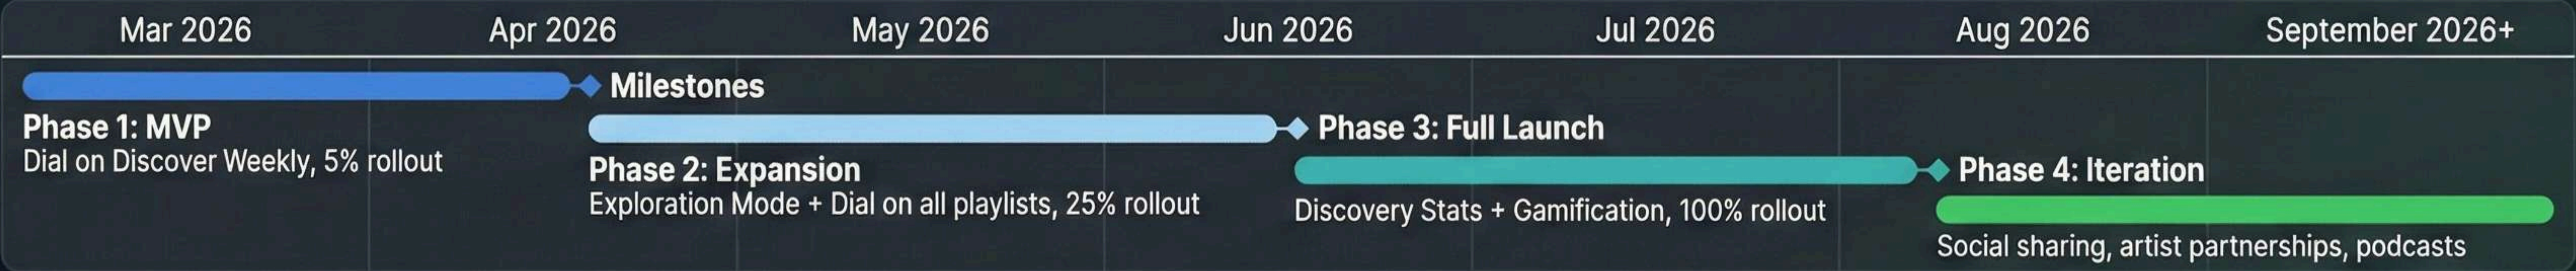 Mar 2026
Apr 2026
May 2026
Jun 2026
Jul 2026
Aug 2026
September 2026+
Milestones
Phase 1: MVP
Dial on Discover Weekly, 5% rollout
Phase 2: Expansion
Exploration Mode + Dial on all playlists, 25% rollout
Phase 3: Full Launch
Discovery Stats + Gamification, 100% rollout
Phase 4: Iteration
Social sharing, artist partnerships, podcasts